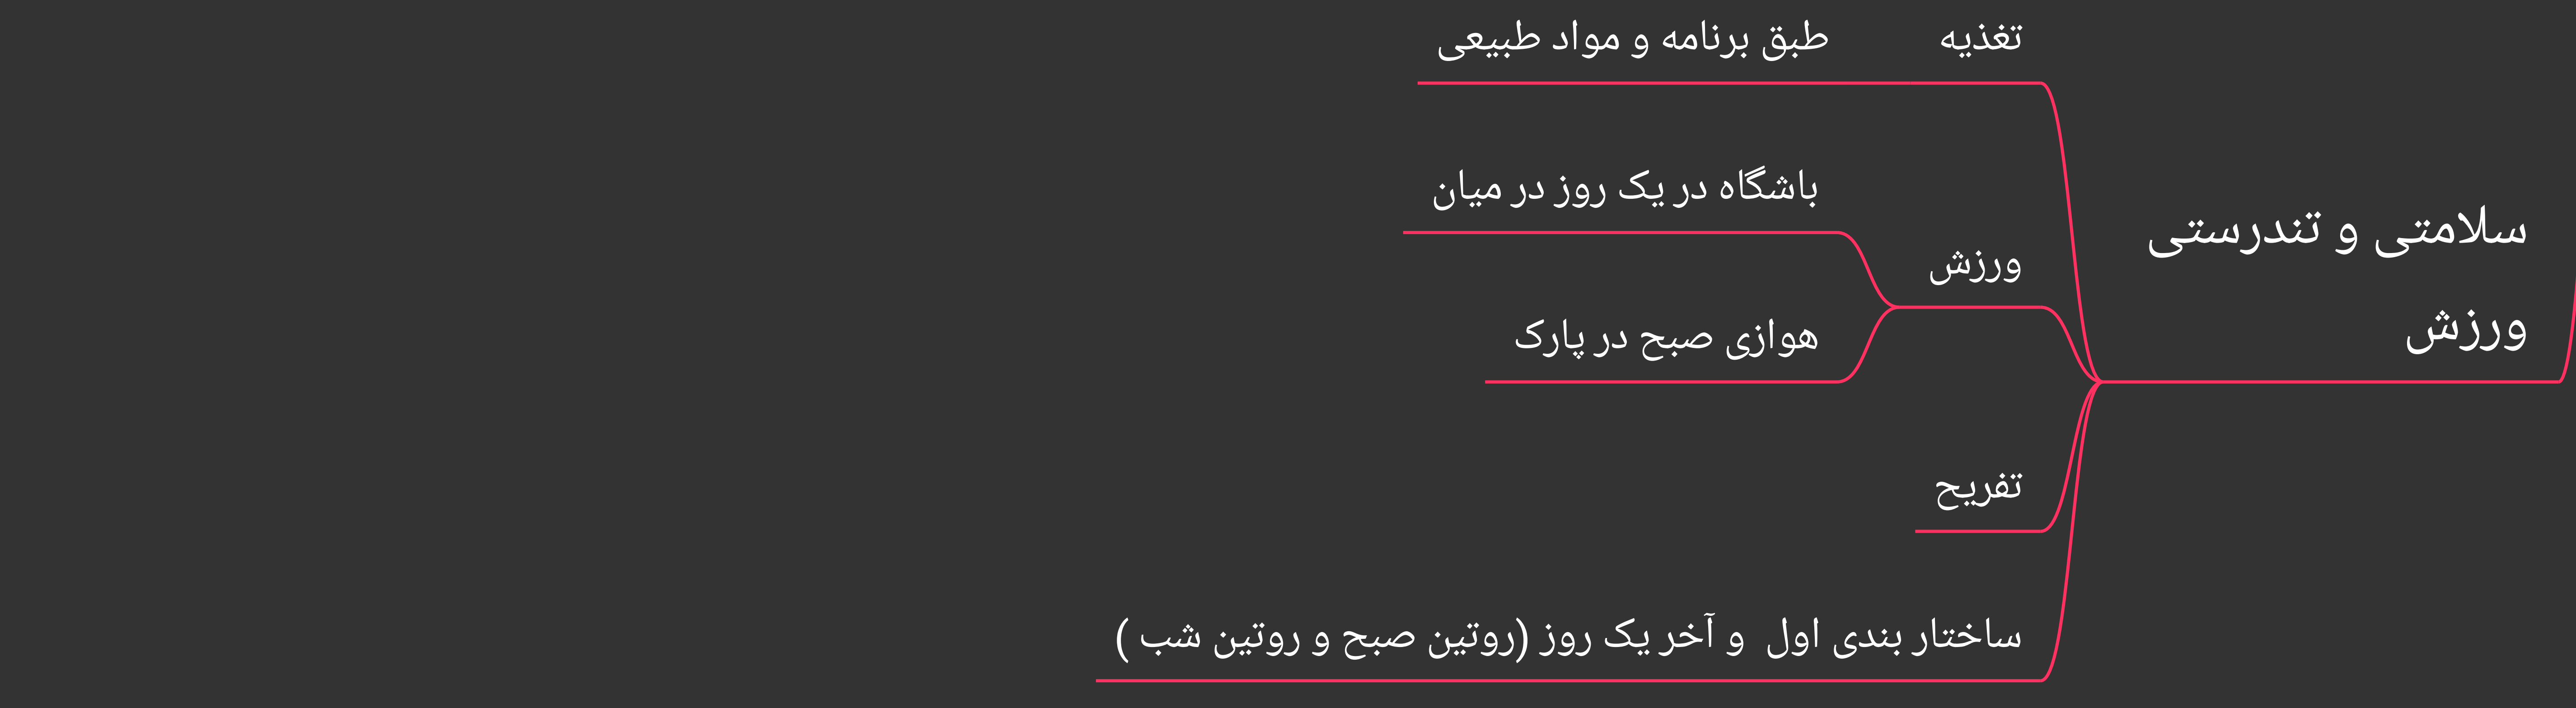 سلامتی و تندرستی
ورزش
تغذیه
طبق برنامه و مواد طبیعی
ورزش
باشگاه در یک روز در میان
هوازی صبح در پارک
تفریح
ساختار بندی اول و آخر یک روز (روتین صبح و روتین شب )